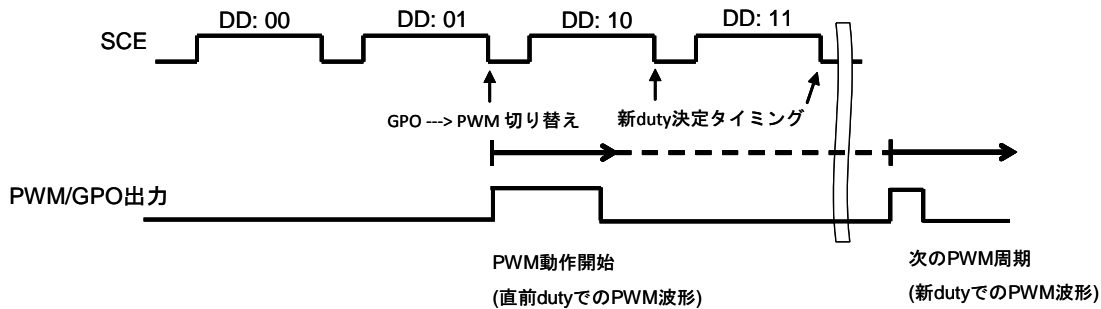 DD: 00
DD: 01
DD: 10
DD: 11
SCE
GPO ---> PWM 切り替え
新duty決定タイミング
PWM/GPO出力
PWM動作開始
(直前dutyでのPWM波形)
次のPWM周期
(新dutyでのPWM波形)